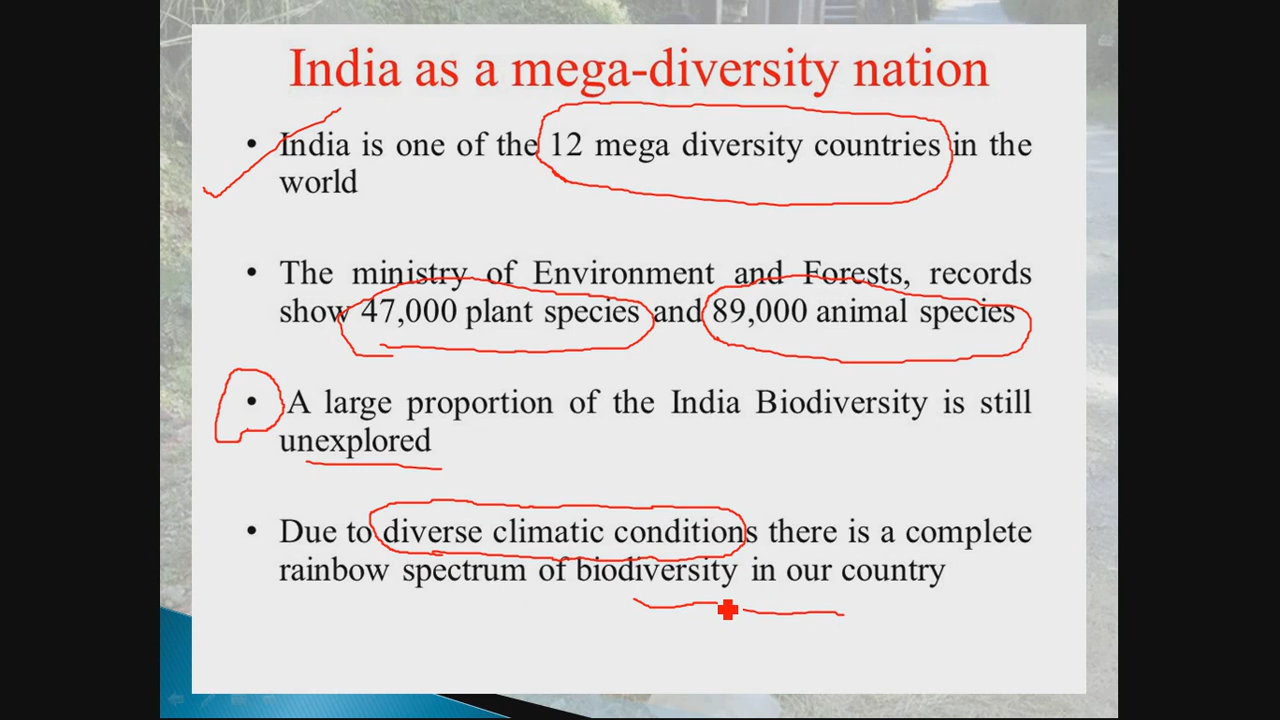 India as a mega-diversity nation
• India is one of the 12 mega diversity countries in the
world
• The ministry of Environment and Forests, records
show 47,000 plant species and 89,000 animal species
• A large proportion of the India Biodiversity is still
unexplored
• Due to diverse climatic conditions there is a complete
rainbow spectrum of biodiversity in our country